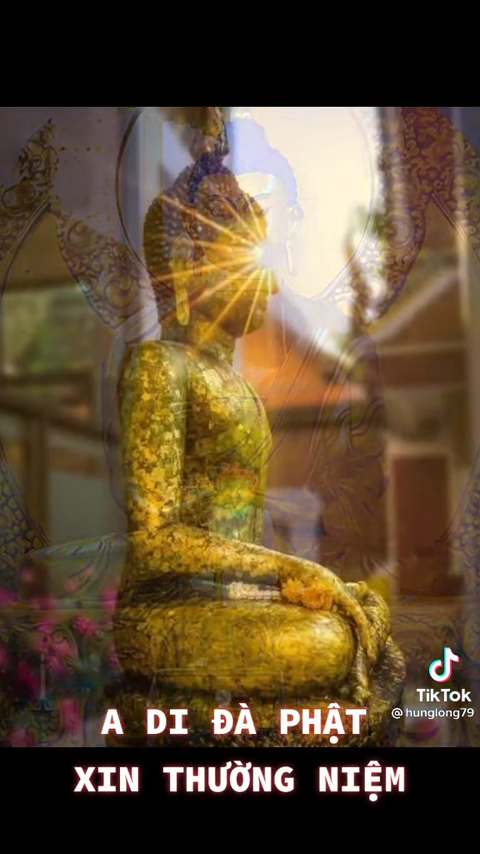 TikTok
@hunglong79
A DI ĐÀ PHẬT
XIN THƯỜNG NIỆM